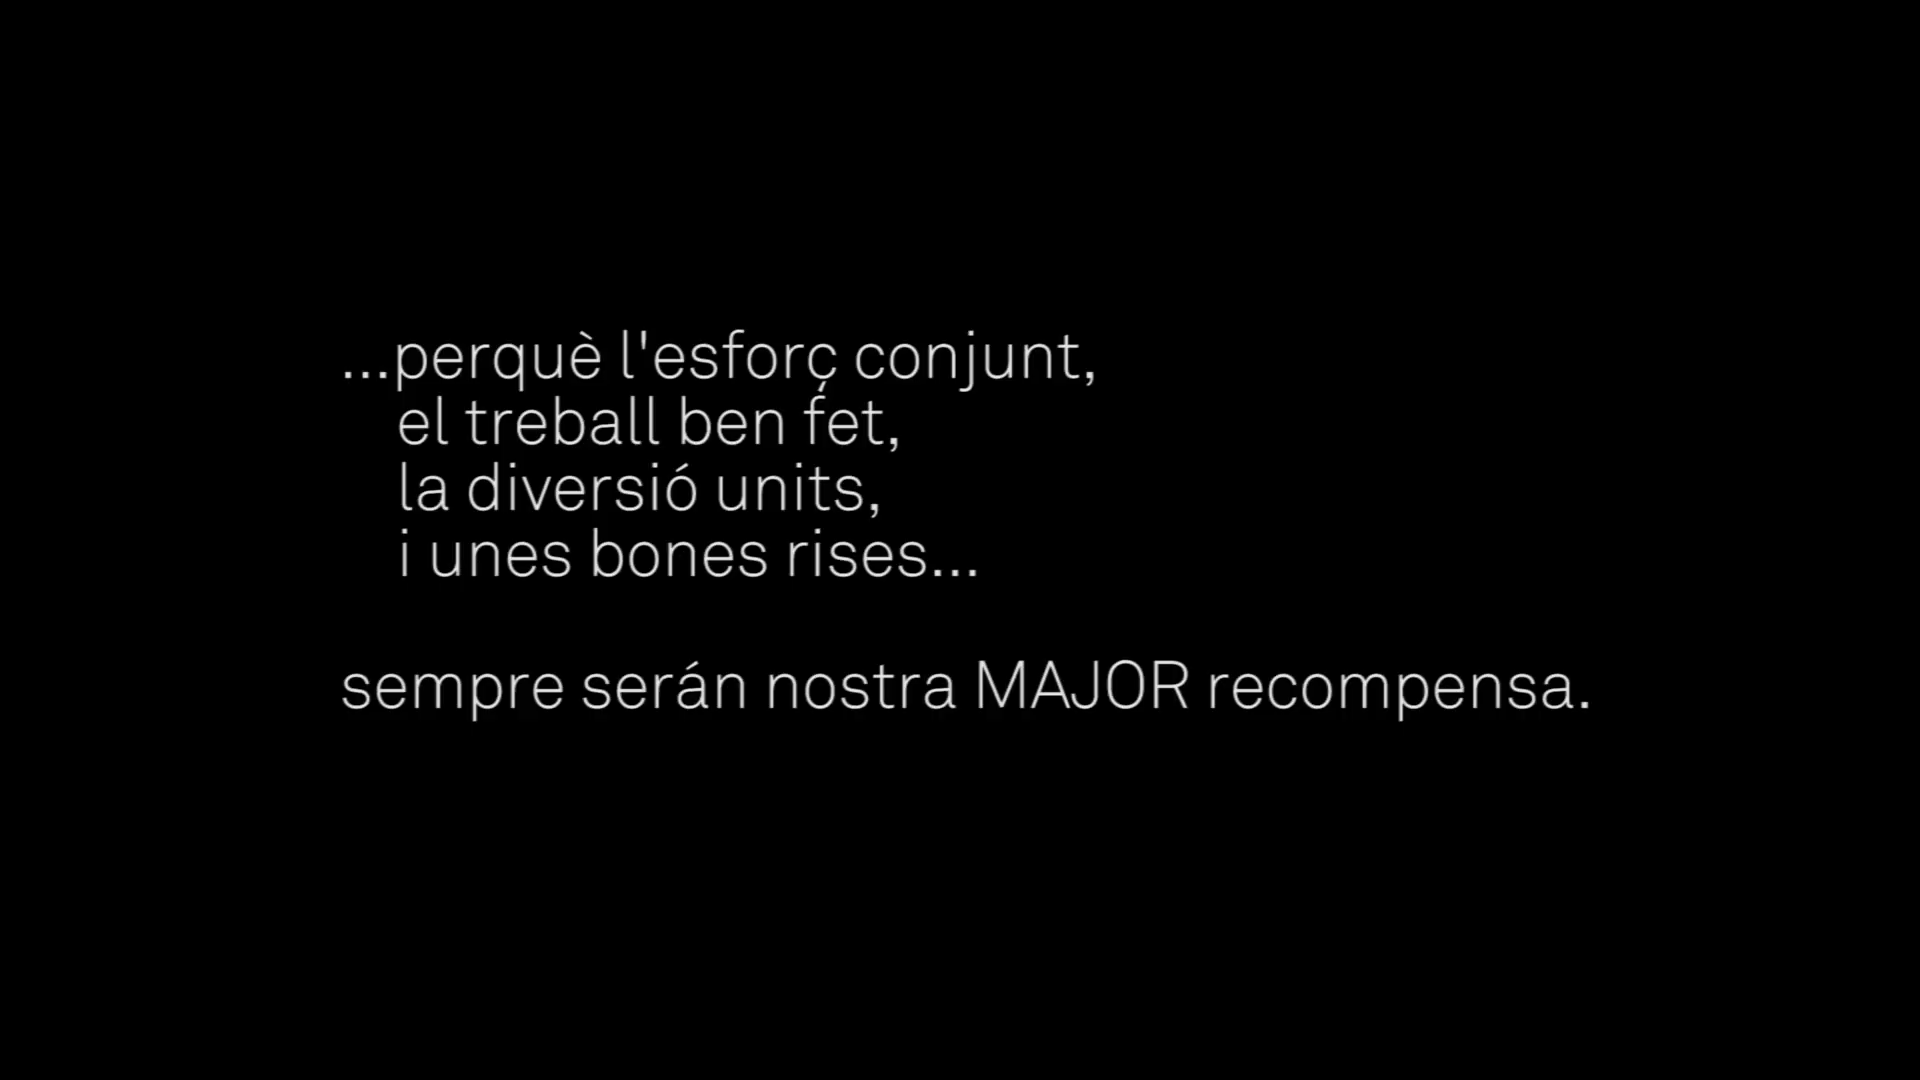 ...perquè l'esforç conjunt,
el treball ben fet,
la diversió units,
i unes bones rises...
sempre serán nostra MAJOR recompensa.